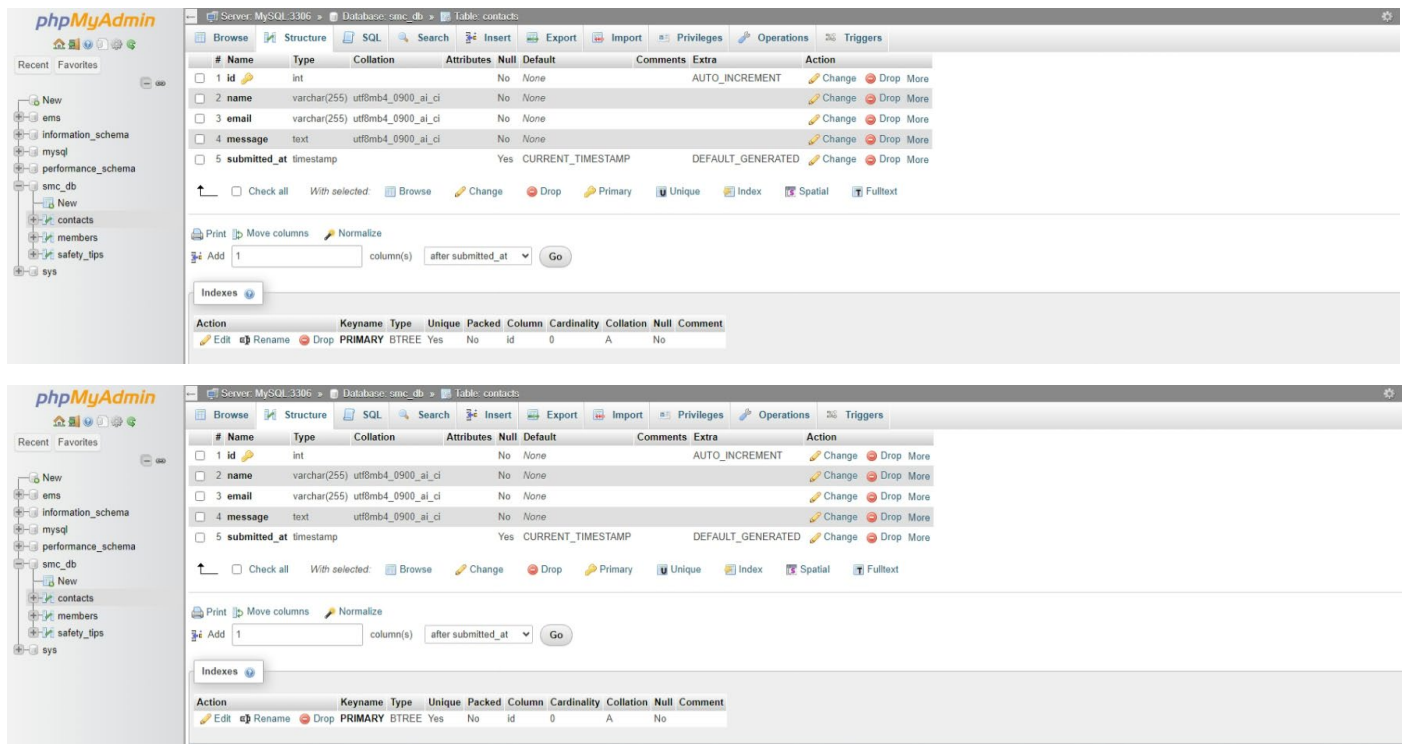 phpMyAdmin
Recent Favorites
New
ems
information_schema
mysql
performance_schema
smc_db
New
contacts
members
safety_tips
sys
Server: MySQL:3306 » Database: smc_db » Table: contacts
Browse Structure SQL Search Insert Export Import Privileges Operations Triggers
# Name Type Collation Attributes Null Default Comments Extra Action
1 id int No None AUTO_INCREMENT Change Drop More
2 name varchar(255) utf8mb4_0900_ai_ci No None Change Drop More
3 email varchar(255) utf8mb4_0900_ai_ci No None Change Drop More
4 message text utf8mb4_0900_ai_ci No None Change Drop More
5 submitted_at timestamp Yes CURRENT_TIMESTAMP DEFAULT_GENERATED Change Drop More
Check all With selected: Browse Change Drop Primary Unique Index Spatial Fulltext
Print Move columns Normalize
Add 1 column(s) after submitted_at Go
Indexes
Action Keyname Type Unique Packed Column Cardinality Collation Null Comment
Edit Rename Drop PRIMARY BTREE Yes No id 0 A No
phpMyAdmin
Recent Favorites
New
ems
information_schema
mysql
performance_schema
smc_db
New
contacts
members
safety_tips
sys
Server: MySQL:3306 » Database: smc_db » Table: contacts
Browse Structure SQL Search Insert Export Import Privileges Operations Triggers
# Name Type Collation Attributes Null Default Comments Extra Action
1 id int No None AUTO_INCREMENT Change Drop More
2 name varchar(255) utf8mb4_0900_ai_ci No None Change Drop More
3 email varchar(255) utf8mb4_0900_ai_ci No None Change Drop More
4 message text utf8mb4_0900_ai_ci No None Change Drop More
5 submitted_at timestamp Yes CURRENT_TIMESTAMP DEFAULT_GENERATED Change Drop More
Check all With selected: Browse Change Drop Primary Unique Index Spatial Fulltext
Print Move columns Normalize
Add 1 column(s) after submitted_at Go
Indexes
Action Keyname Type Unique Packed Column Cardinality Collation Null Comment
Edit Rename Drop PRIMARY BTREE Yes No id 0 A No